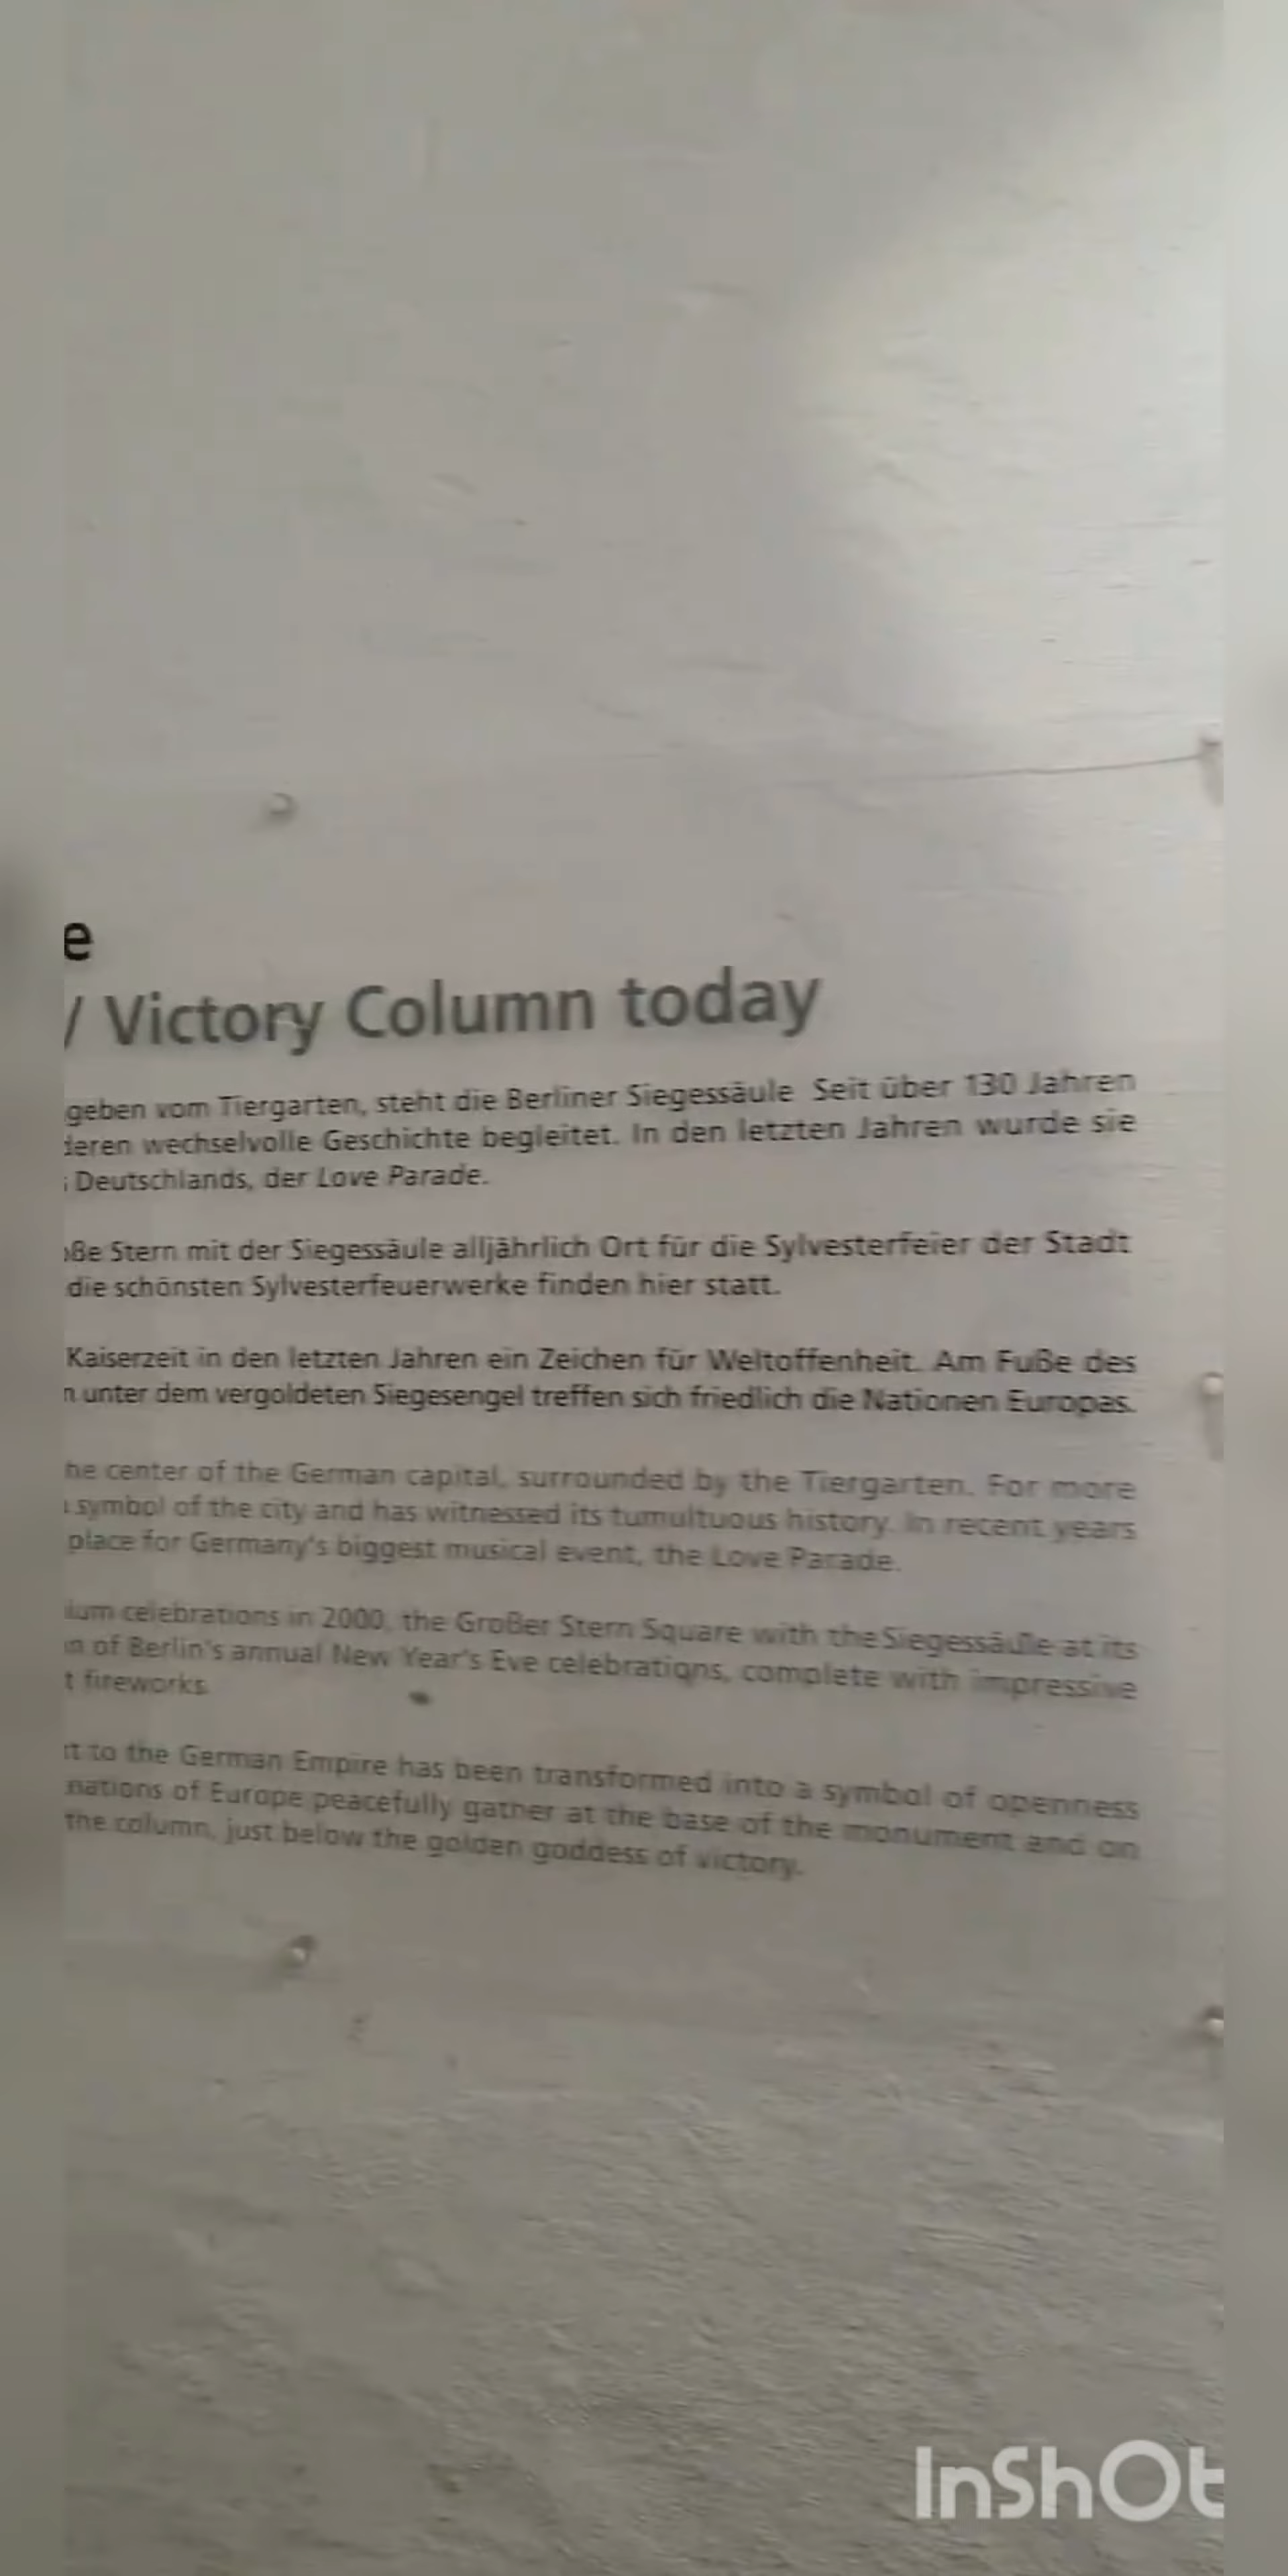 e
/ Victory Column today
geben vom Tiergarten, steht die Berliner Siegessäule Seit über 130 Jahren
deren wechselvolle Geschichte begleitet. In den letzten Jahren wurde sie
Deutschlands, der Love Parade.
oße Stern mit der Siegessäule alljährlich Ort für die Sylvesterfeier der Stadt
die schönsten Sylvesterfeuerwerke finden hier statt.
Kaiserzeit in den letzten Jahren ein Zeichen für Weltoffenheit. Am Fuße des
n unter dem vergoldeten Siegesengel treffen sich friedlich die Nationen Europas.
he center of the German capital, surrounded by the Tiergarten. For more
symbol of the city and has witnessed its tumultuous history. In recent years
place for Germany's biggest musical event, the Love Parade.
ium celebrations in 2000, the Großer Stern Square with the Siegessäulle at its
n of Berlin's annual New Year's Eve celebrations, complete with impressive
t fireworks.
t to the German Empire has been transformed into a symbol of openness
nations of Europe peacefully gather at the base of the monument and on
the column, just below the golden goddess of victory.
InShOt